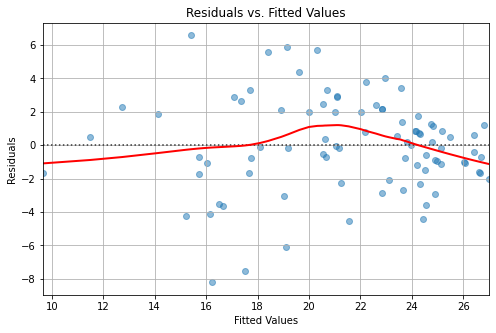 Residuals vs. Fitted Values
Residuals
6
4
2
0
−2
−4
−6
−8
10 12 14 16 18 20 22 24 26
Fitted Values